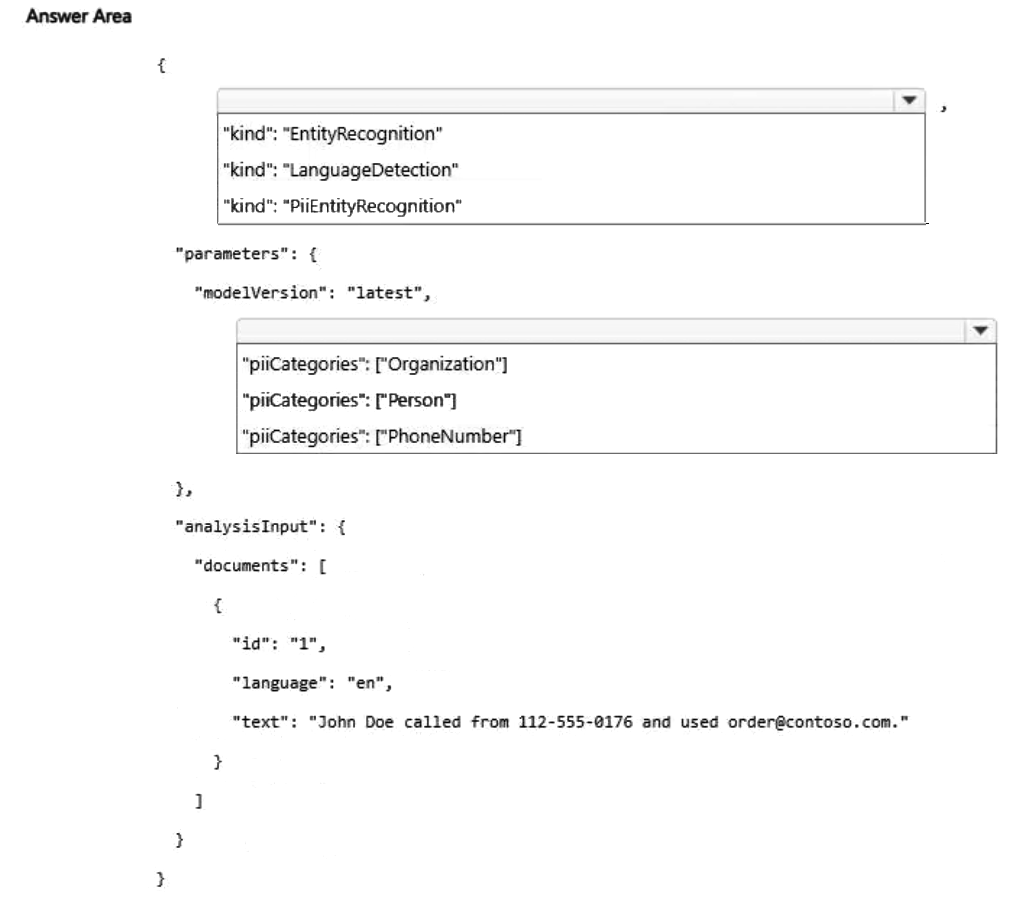 Answer Area
{
,
"kind": "EntityRecognition"
"kind": "LanguageDetection"
"kind": "PiiEntityRecognition"
"parameters": {
"modelVersion": "latest",
"piiCategories": ["Organization"]
"piiCategories": ["Person"]
"piiCategories": ["PhoneNumber"]
},
"analysisInput": {
"documents": [
{
"id": "1",
"language": "en",
"text": "John Doe called from 112-555-0176 and used order@contoso.com."
}
]
}
}